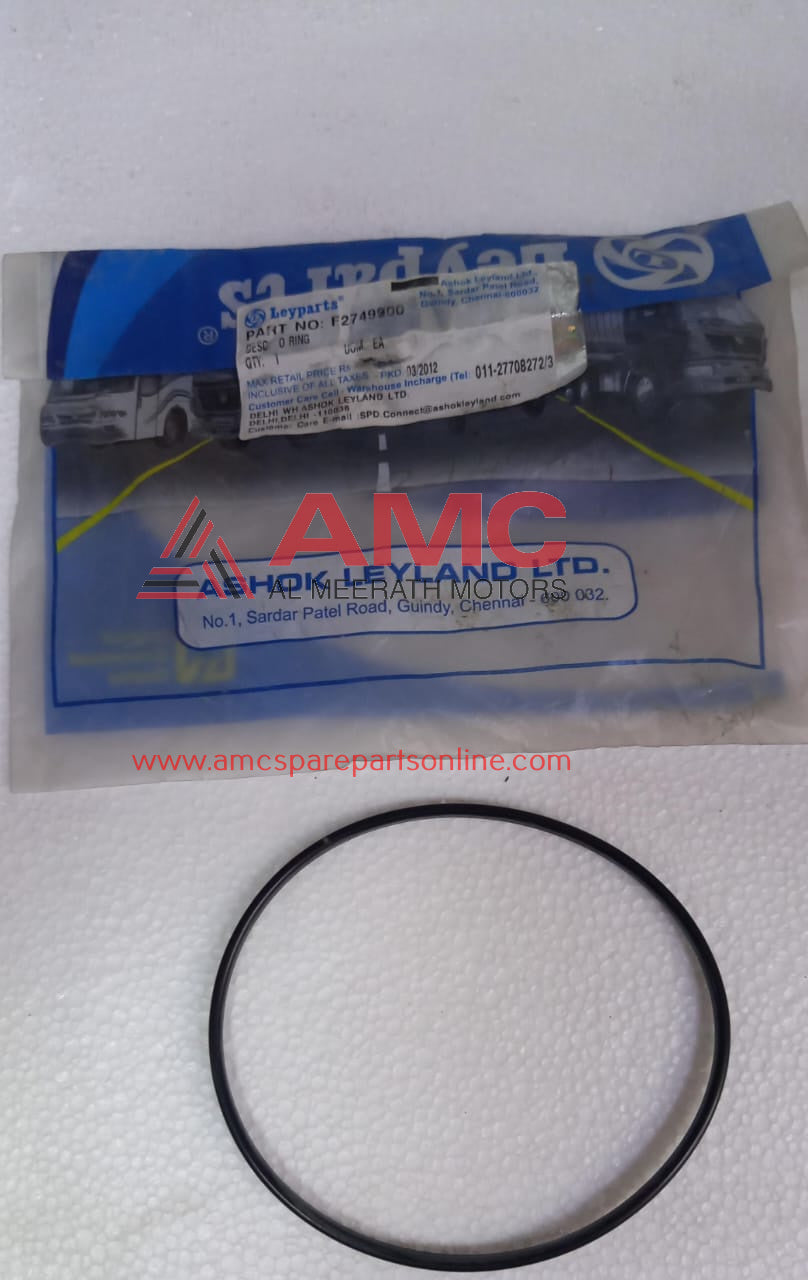 Leyparts
®
Leyparts®
Ashok Leyland Ltd.,
No.1, Sardar Patel Road,
Guindy, Chennai-600032
PART NO: F2749900
DESC O RING
QTY. 1 UOM EA
MAX RETAIL PRICE Rs
INCLUSIVE OF ALL TAXES - PKD: 03/2012
Customer Care Cell - Warehouse Incharge (Tel: 011-27708272/3
DELHI WH ASHOK LEYLAND LTD.
DELHI,DELHI -110036
Customer Care E-mail :SPD.Connect@ashokleyland.com
AMC
AL MEERATH MOTORS
ASHOK LEYLAND LTD.
No.1, Sardar Patel Road, Guindy, Chennai - 600 032.
www.amcsparepartsonline.com